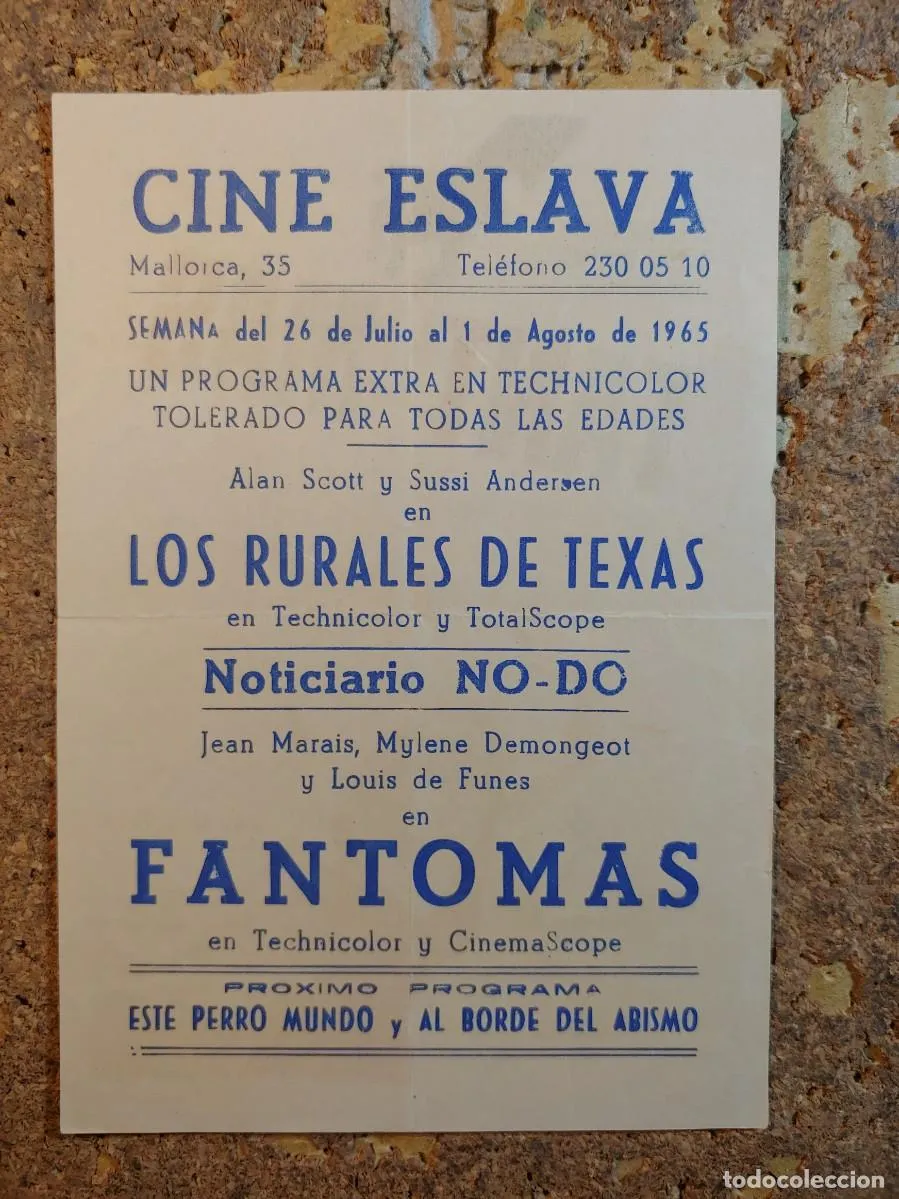 CINE ESLAVA
Mallorca, 35 Teléfono 230 05 10
SEMANA del 26 de Julio al 1 de Agosto de 1965
UN PROGRAMA EXTRA EN TECHNICOLOR
TOLERADO PARA TODAS LAS EDADES
Alan Scott y Sussi Andersen
en
LOS RURALES DE TEXAS
en Technicolor y TotalScope
Noticiario NO-DO
Jean Marais, Mylene Demongeot
y Louis de Funes
en
FANTOMAS
en Technicolor y CinemaScope
PROXIMO PROGRAMA
ESTE PERRO MUNDO y AL BORDE DEL ABISMO
todocoleccion